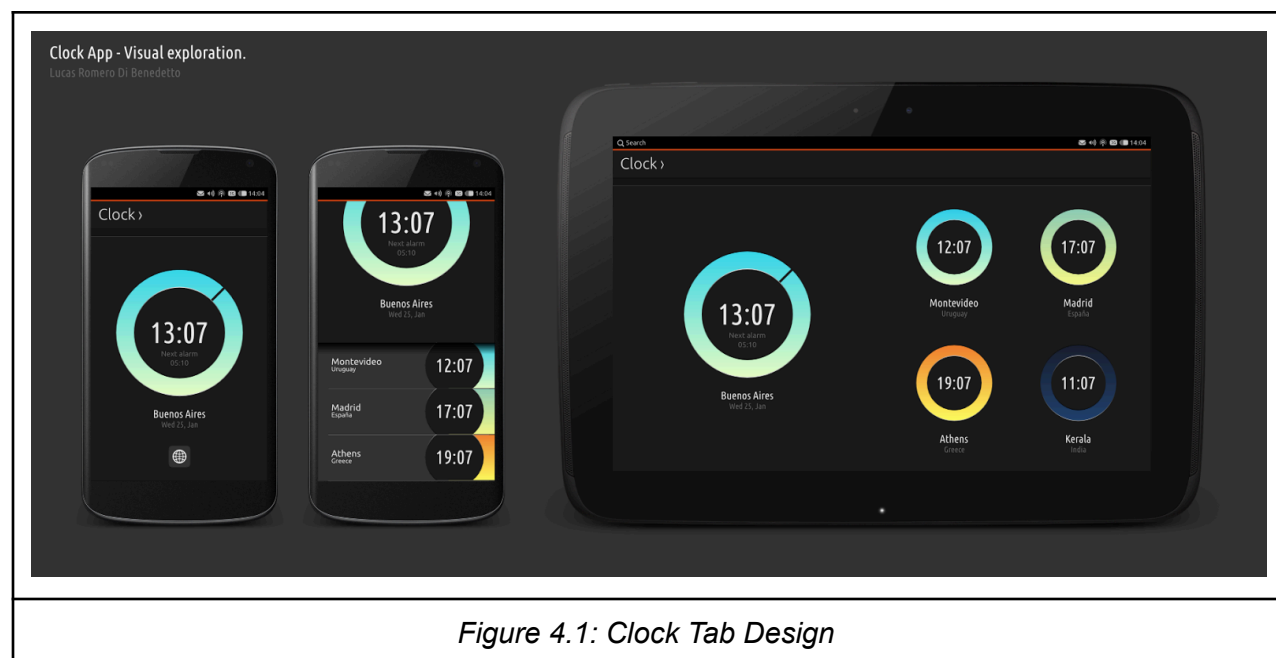 Clock App - Visual exploration.
Lucas Romero Di Benedetto
14:04
Clock ›
13:07
Next alarm
05:10
Buenos Aires
Wed 25, Jan
14:04
13:07
Next alarm
05:10
Buenos Aires
Wed 25, Jan
Montevideo
Uruguay
12:07
Madrid
España
17:07
Athens
Greece
19:07
Search
14:04
Clock ›
13:07
Next alarm
05:10
Buenos Aires
Wed 25, Jan
12:07
Montevideo
Uruguay
17:07
Madrid
España
19:07
Athens
Greece
11:07
Kerala
India
Figure 4.1: Clock Tab Design